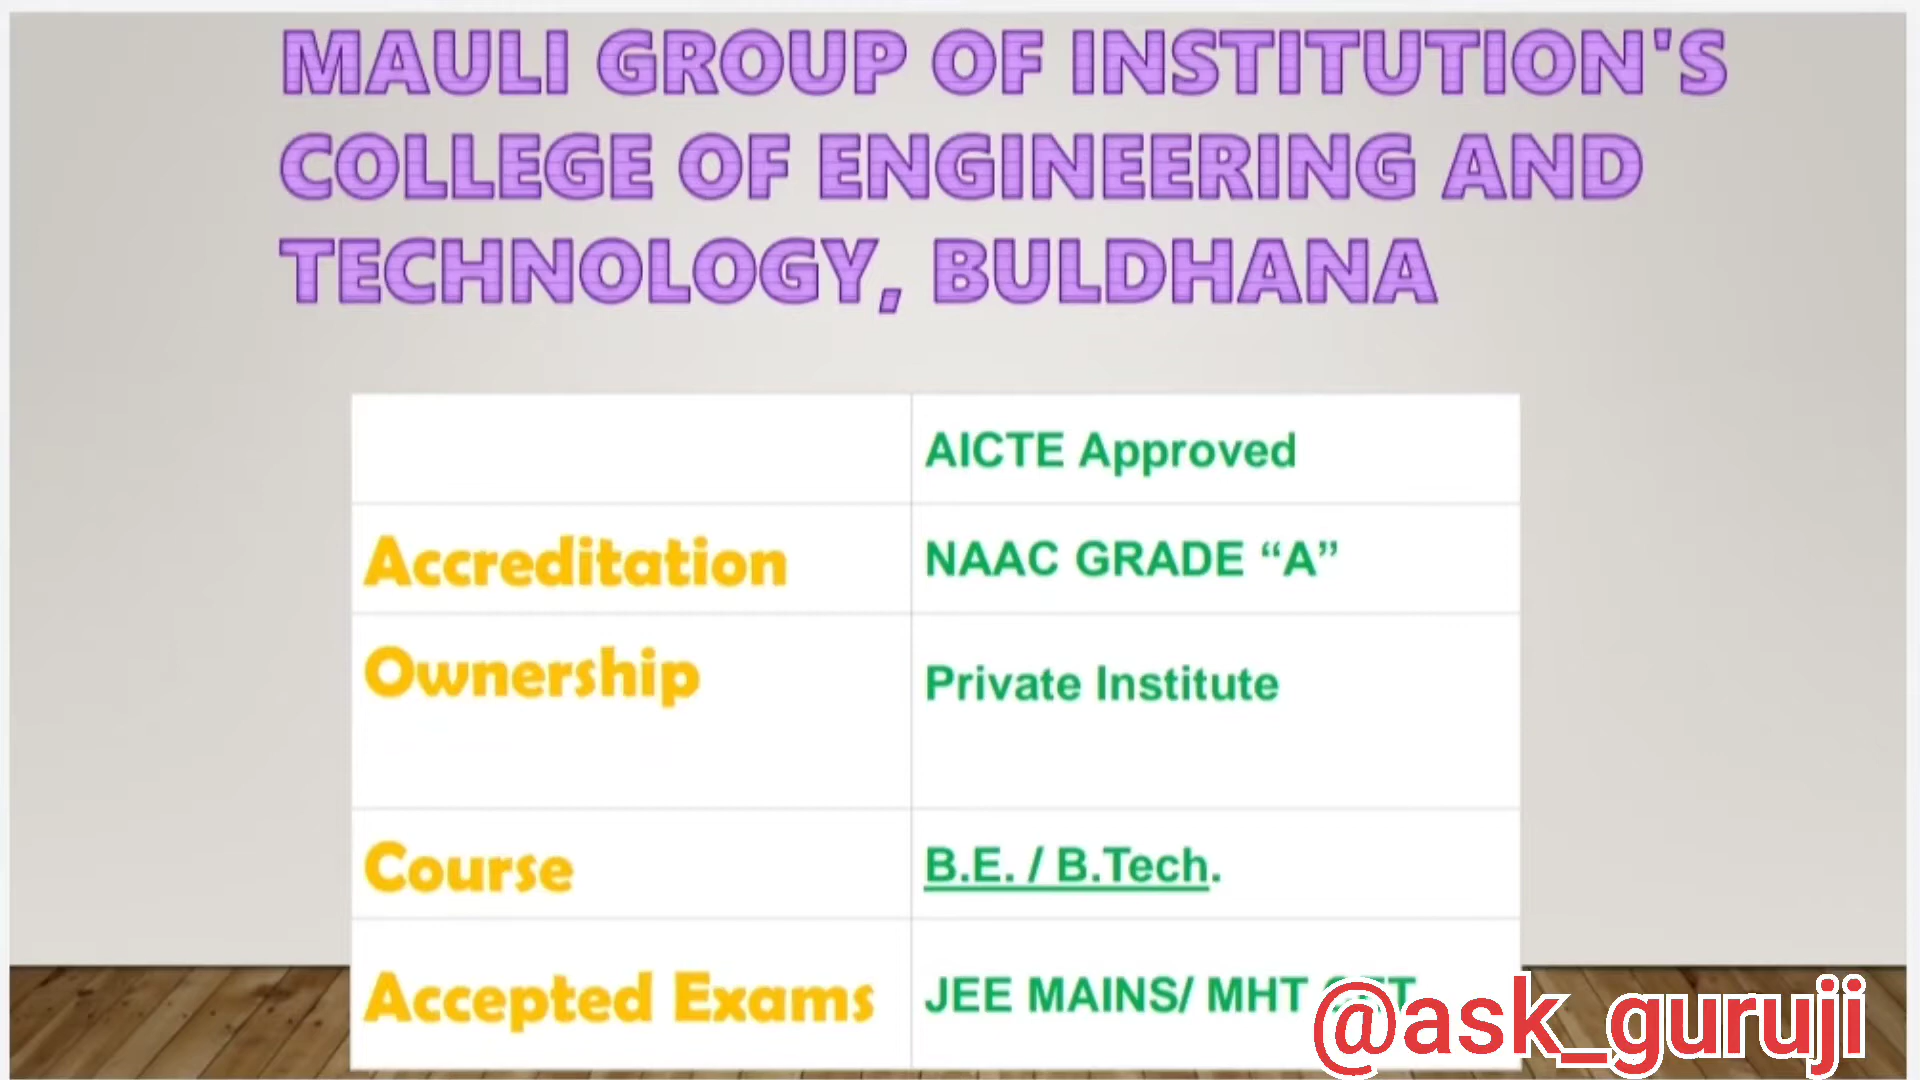 MAULI GROUP OF INSTITUTION'S
COLLEGE OF ENGINEERING AND
TECHNOLOGY, BULDHANA
AICTE Approved
Accreditation NAAC GRADE “A”
Ownership Private Institute
Course B.E. / B.Tech.
Accepted Exams JEE MAINS/ MHT
@ask_guruji